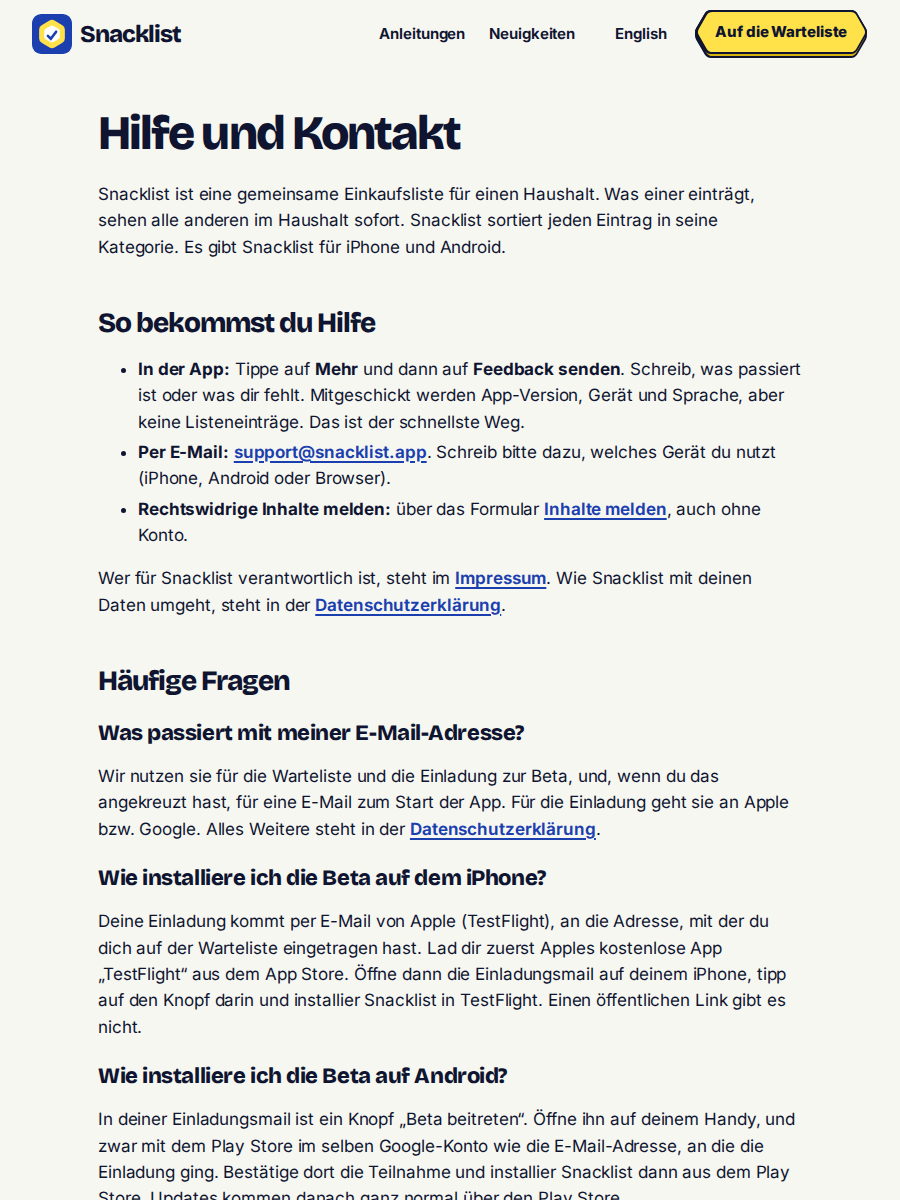 Snacklist
Anleitungen
Neuigkeiten
English
Auf die Warteliste
Hilfe und Kontakt
Snacklist ist eine gemeinsame Einkaufsliste für einen Haushalt. Was einer einträgt,
sehen alle anderen im Haushalt sofort. Snacklist sortiert jeden Eintrag in seine
Kategorie. Es gibt Snacklist für iPhone und Android.
So bekommst du Hilfe
• In der App: Tippe auf Mehr und dann auf Feedback senden. Schreib, was passiert
ist oder was dir fehlt. Mitgeschickt werden App-Version, Gerät und Sprache, aber
keine Listeneinträge. Das ist der schnellste Weg.
• Per E-Mail: support@snacklist.app. Schreib bitte dazu, welches Gerät du nutzt
(iPhone, Android oder Browser).
• Rechtswidrige Inhalte melden: über das Formular Inhalte melden, auch ohne
Konto.
Wer für Snacklist verantwortlich ist, steht im Impressum. Wie Snacklist mit deinen
Daten umgeht, steht in der Datenschutzerklärung.
Häufige Fragen
Was passiert mit meiner E-Mail-Adresse?
Wir nutzen sie für die Warteliste und die Einladung zur Beta, und, wenn du das
angekreuzt hast, für eine E-Mail zum Start der App. Für die Einladung geht sie an Apple
bzw. Google. Alles Weitere steht in der Datenschutzerklärung.
Wie installiere ich die Beta auf dem iPhone?
Deine Einladung kommt per E-Mail von Apple (TestFlight), an die Adresse, mit der du
dich auf der Warteliste eingetragen hast. Lad dir zuerst Apples kostenlose App
„TestFlight“ aus dem App Store. Öffne dann die Einladungsmail auf deinem iPhone, tipp
auf den Knopf darin und installier Snacklist in TestFlight. Einen öffentlichen Link gibt es
nicht.
Wie installiere ich die Beta auf Android?
In deiner Einladungsmail ist ein Knopf „Beta beitreten“. Öffne ihn auf deinem Handy, und
zwar mit dem Play Store im selben Google-Konto wie die E-Mail-Adresse, an die die
Einladung ging. Bestätige dort die Teilnahme und installier Snacklist dann aus dem Play
Store. Updates kommen danach ganz normal über den Play Store.